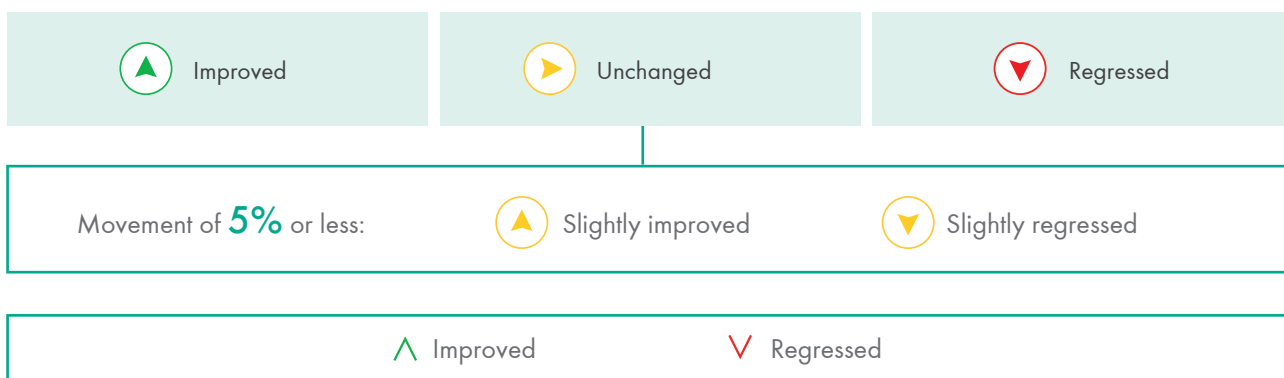 Improved Unchanged Regressed
Movement of 5% or less: Slightly improved Slightly regressed
Improved Regressed